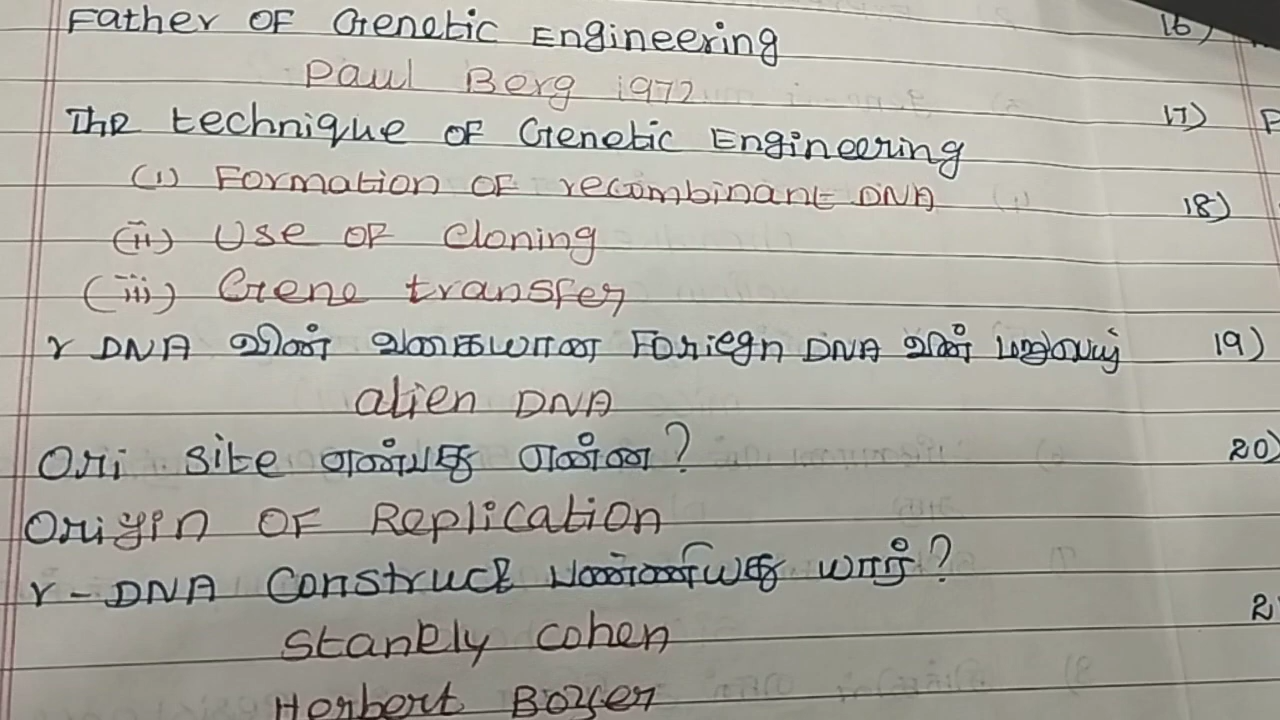 Father OF Genetic Engineering
16)
Paul Berg 1972
The technique OF Genetic Engineering
17)
(i) Formation OF recombinant DNA
18)
(ii) Use OF cloning
(iii) Gene transfer
r DNA வின் வகையான Foriegn DNA வின் மறுபெயர்
19)
alien DNA
Ori site என்பது என்ன?
20)
Origin OF Replication
r - DNA Construct பண்ணியது யார்?
Stanely cohen
Herbert Boyer